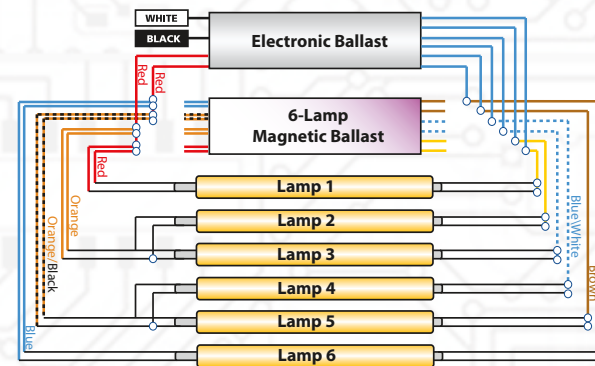 WHITE
BLACK
Electronic Ballast
Red
Red
6-Lamp
Magnetic Ballast
Red
Lamp 1
Lamp 2
Lamp 3
Lamp 4
Lamp 5
Lamp 6
Orange
Orange/Black
Blue
Blue\White
Brown